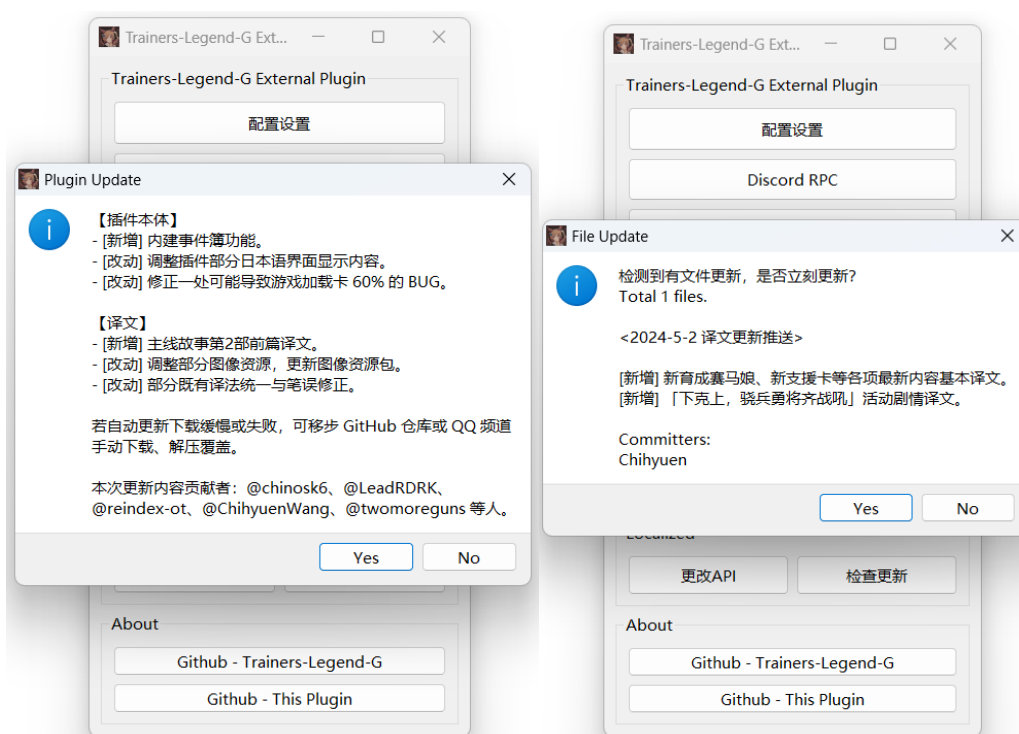 Trainers-Legend-G Ext...
Trainers-Legend-G External Plugin
配置设置
Plugin Update
【插件本体】
- [新增] 内建事件簿功能。
- [改动] 调整插件部分日本语界面显示内容。
- [改动] 修正一处可能导致游戏加载卡 60% 的 BUG。
【译文】
- [新增] 主线故事第2部前篇译文。
- [改动] 调整部分图像资源，更新图像资源包。
- [改动] 部分既有译法统一与笔误修正。
若自动更新下载缓慢或失败，可移步 GitHub 仓库或 QQ 频道
手动下载、解压覆盖。
本次更新内容贡献者：@chinosk6、@LeadRDRK、
@reindex-ot、@ChihyuenWang、@twomoreguns 等人。
Yes
No
About
Github - Trainers-Legend-G
Github - This Plugin
Trainers-Legend-G Ext...
Trainers-Legend-G External Plugin
配置设置
Discord RPC
File Update
检测到有文件更新，是否立刻更新？
Total 1 files.
<2024-5-2 译文更新推送>
[新增] 新育成赛马娘、新支援卡等各项最新内容基本译文。
[新增] 「下克上，骁兵勇将齐战吼」活动剧情译文。
Committers:
Chihyuen
Yes
No
Localized
更改API
检查更新
About
Github - Trainers-Legend-G
Github - This Plugin